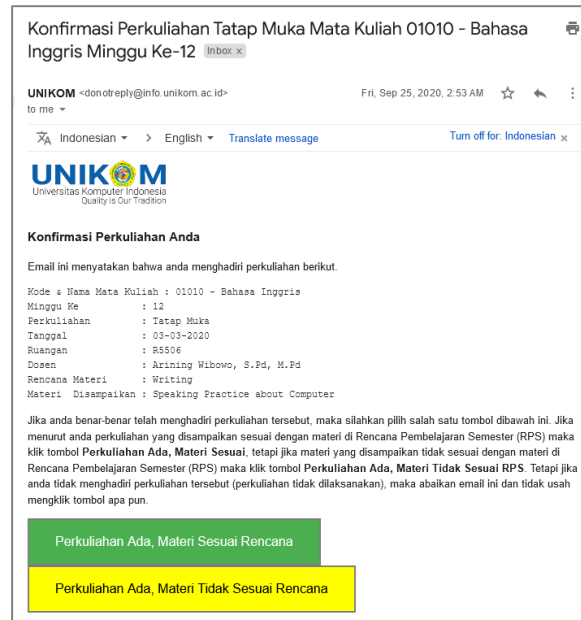 Konfirmasi Perkuliahan Tatap Muka Mata Kuliah 01010 - Bahasa
Inggris Minggu Ke-12 Inbox x
UNIKOM <donotreply@info.unikom.ac.id> Fri, Sep 25, 2020, 2:53 AM
to me
Indonesian > English Translate message Turn off for: Indonesian x
UNIKOM
Universitas Komputer Indonesia
Quality is Our Tradition
Konfirmasi Perkuliahan Anda
Email ini menyatakan bahwa anda menghadiri perkuliahan berikut.
Kode & Nama Mata Kuliah : 01010 - Bahasa Inggris
Minggu Ke : 12
Perkuliahan : Tatap Muka
Tanggal : 03-03-2020
Ruangan : R5506
Dosen : Arining Wibowo, S.Pd, M.Pd
Rencana Materi : Writing
Materi Disampaikan : Speaking Practice about Computer
Jika anda benar-benar telah menghadiri perkuliahan tersebut, maka silahkan pilih salah satu tombol dibawah ini. Jika
menurut anda perkuliahan yang disampaikan sesuai dengan materi di Rencana Pembelajaran Semester (RPS) maka
klik tombol Perkuliahan Ada, Materi Sesuai, tetapi jika materi yang disampaikan tidak sesuai dengan materi di
Rencana Pembelajaran Semester (RPS) maka klik tombol Perkuliahan Ada, Materi Tidak Sesuai RPS. Tetapi jika
anda tidak menghadiri perkuliahan tersebut (perkuliahan tidak dilaksanakan), maka abaikan email ini dan tidak usah
mengklik tombol apa pun.
Perkuliahan Ada, Materi Sesuai Rencana
Perkuliahan Ada, Materi Tidak Sesuai Rencana